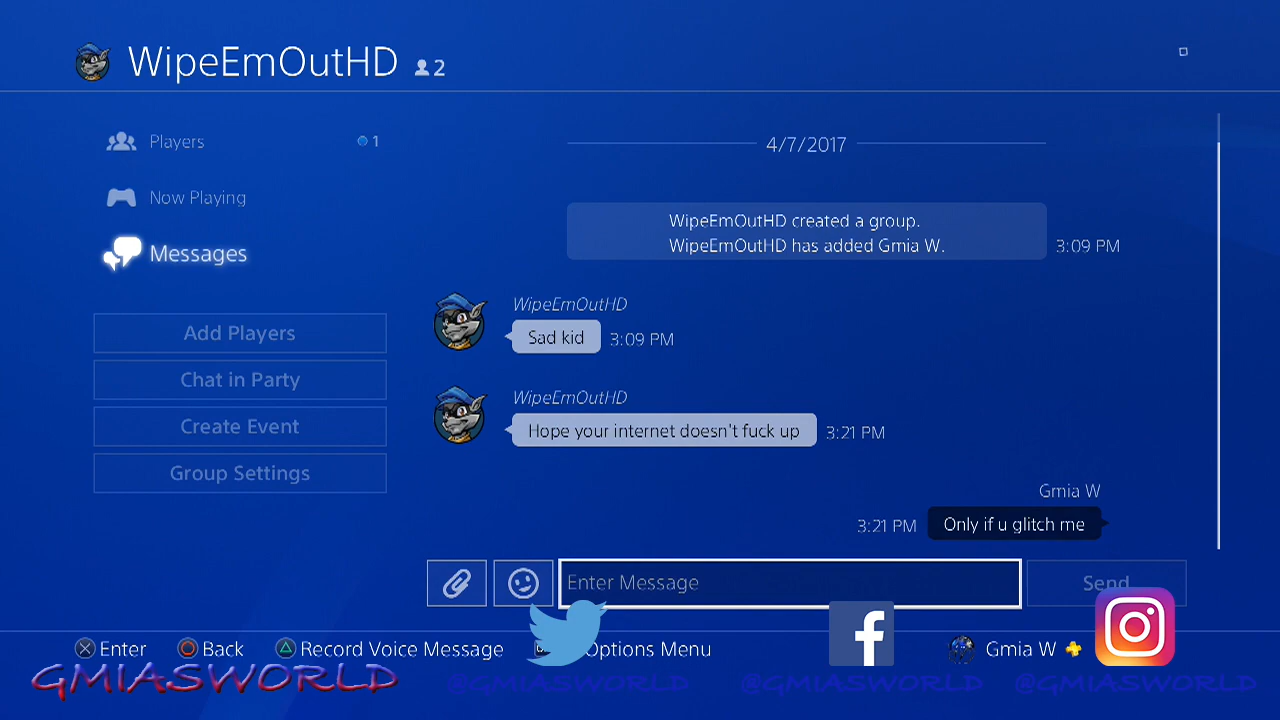 WipeEmOutHD 2
Players 1
Now Playing
Messages
Add Players
Chat in Party
Create Event
Group Settings
4/7/2017
WipeEmOutHD created a group.
WipeEmOutHD has added Gmia W.
3:09 PM
WipeEmOutHD
Sad kid 3:09 PM
WipeEmOutHD
Hope your internet doesn't fuck up 3:21 PM
Gmia W
3:21 PM Only if u glitch me
Enter Message
Send
Enter Back Record Voice Message Options Menu Gmia W
GMIASWORLD @GMIASWORLD @GMIASWORLD @GMIASWORLD